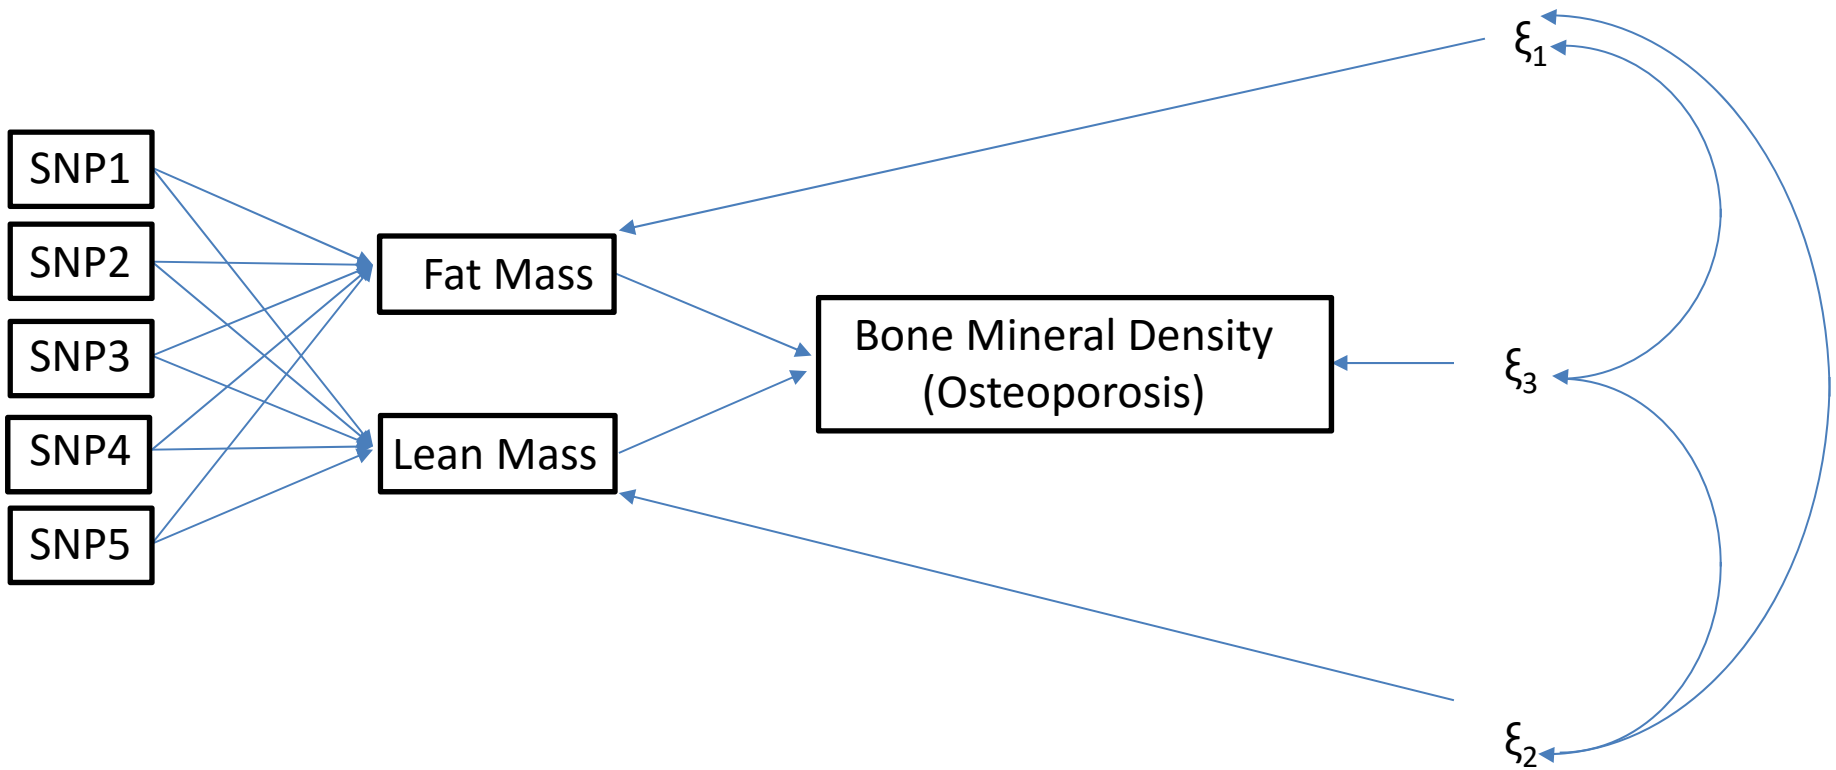 ξ1
SNP1
SNP2
Fat Mass
SNP3
Bone Mineral Density
(Osteoporosis)
ξ3
SNP4
Lean Mass
SNP5
ξ2